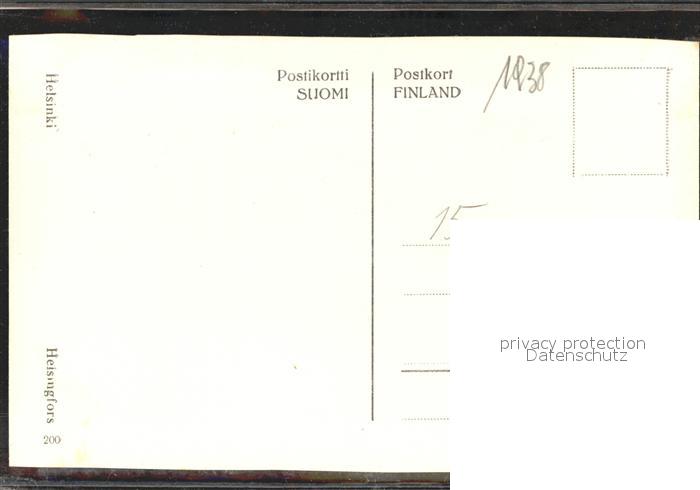 Postikortti
SUOMI
Postkort
FINLAND
1938
15
Helsinki
Helsingfors
200
privacy protection
Datenschutz